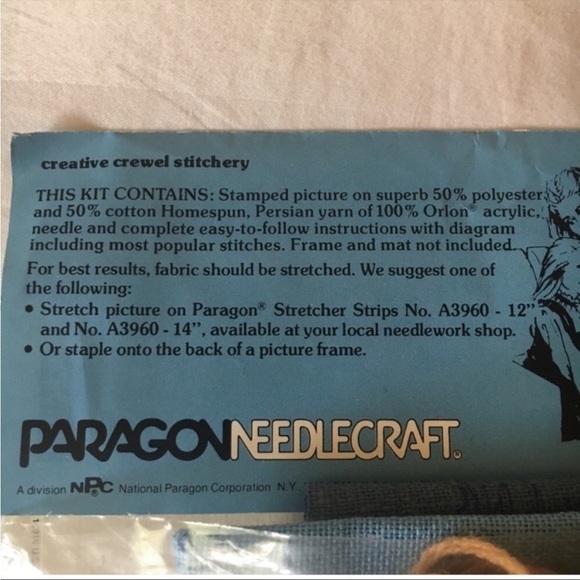 creative crewel stitchery
THIS KIT CONTAINS: Stamped picture on superb 50% polyester
and 50% cotton Homespun, Persian yarn of 100% Orlon® acrylic,
needle and complete easy-to-follow instructions with diagram
including most popular stitches. Frame and mat not included.
For best results, fabric should be stretched. We suggest one of
the following:
• Stretch picture on Paragon® Stretcher Strips No. A3960 - 12"
and No. A3960 - 14", available at your local needlework shop.
• Or staple onto the back of a picture frame.
PARAGON NEEDLECRAFT®
A division NPC® National Paragon Corporation N.Y.,